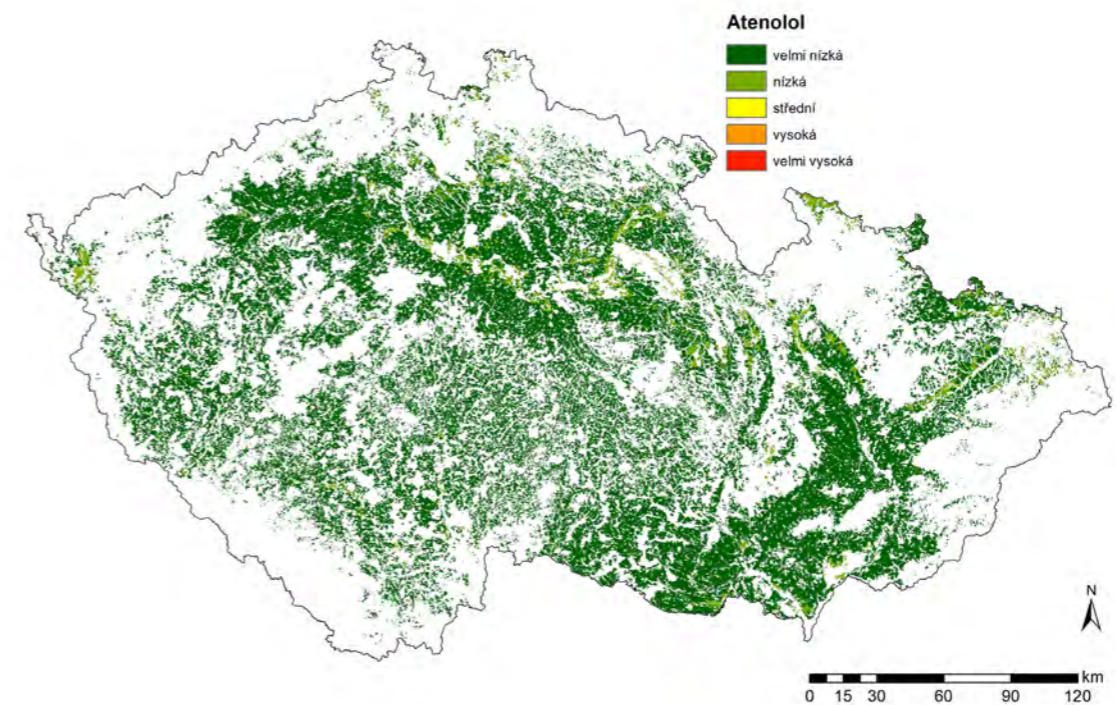 Atenolol
velmi nízká
nízká
střední
vysoká
velmi vysoká
N
km
0 15 30 60 90 120